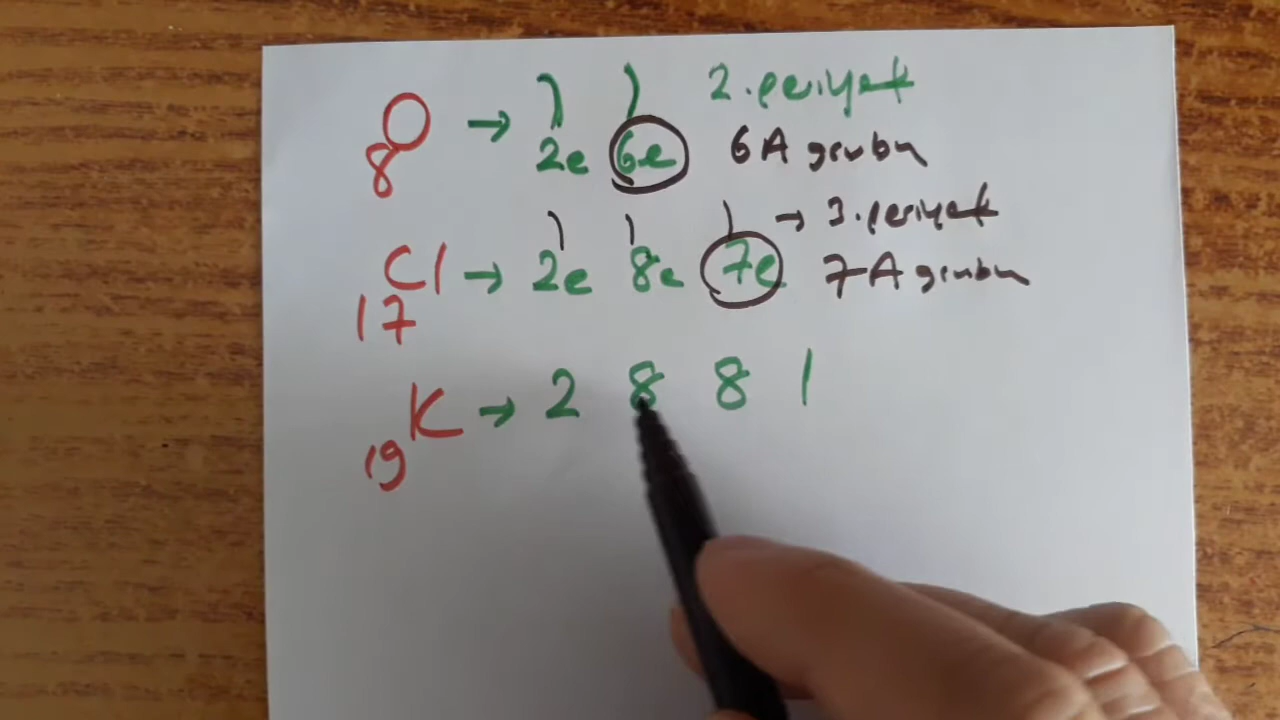 ₈O → 2e 6e 2.periyot
6A grubu
₁₇Cl → 2e 8e 7e → 3.periyot
7A grubu
₁₉K → 2 8 8 1